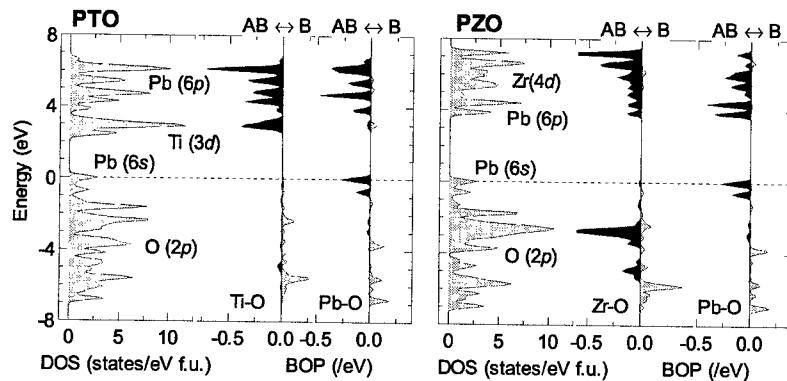 PTO
AB ↔ B
AB ↔ B
PZO
AB ↔ B
AB ↔ B
8
4
0
-4
-8
Energy (eV)
Pb (6p)
Ti (3d)
Pb (6s)
O (2p)
Ti-O
Pb-O
Zr(4d)
Pb (6p)
Pb (6s)
O (2p)
Zr-O
Pb-O
0 5 10 -0.5 0.0 -0.5 0.0
0 5 10 -0.5 0.0 -0.5 0.0
DOS (states/eV f.u.) BOP (/eV)
DOS (states/eV f.u.) BOP (/eV)